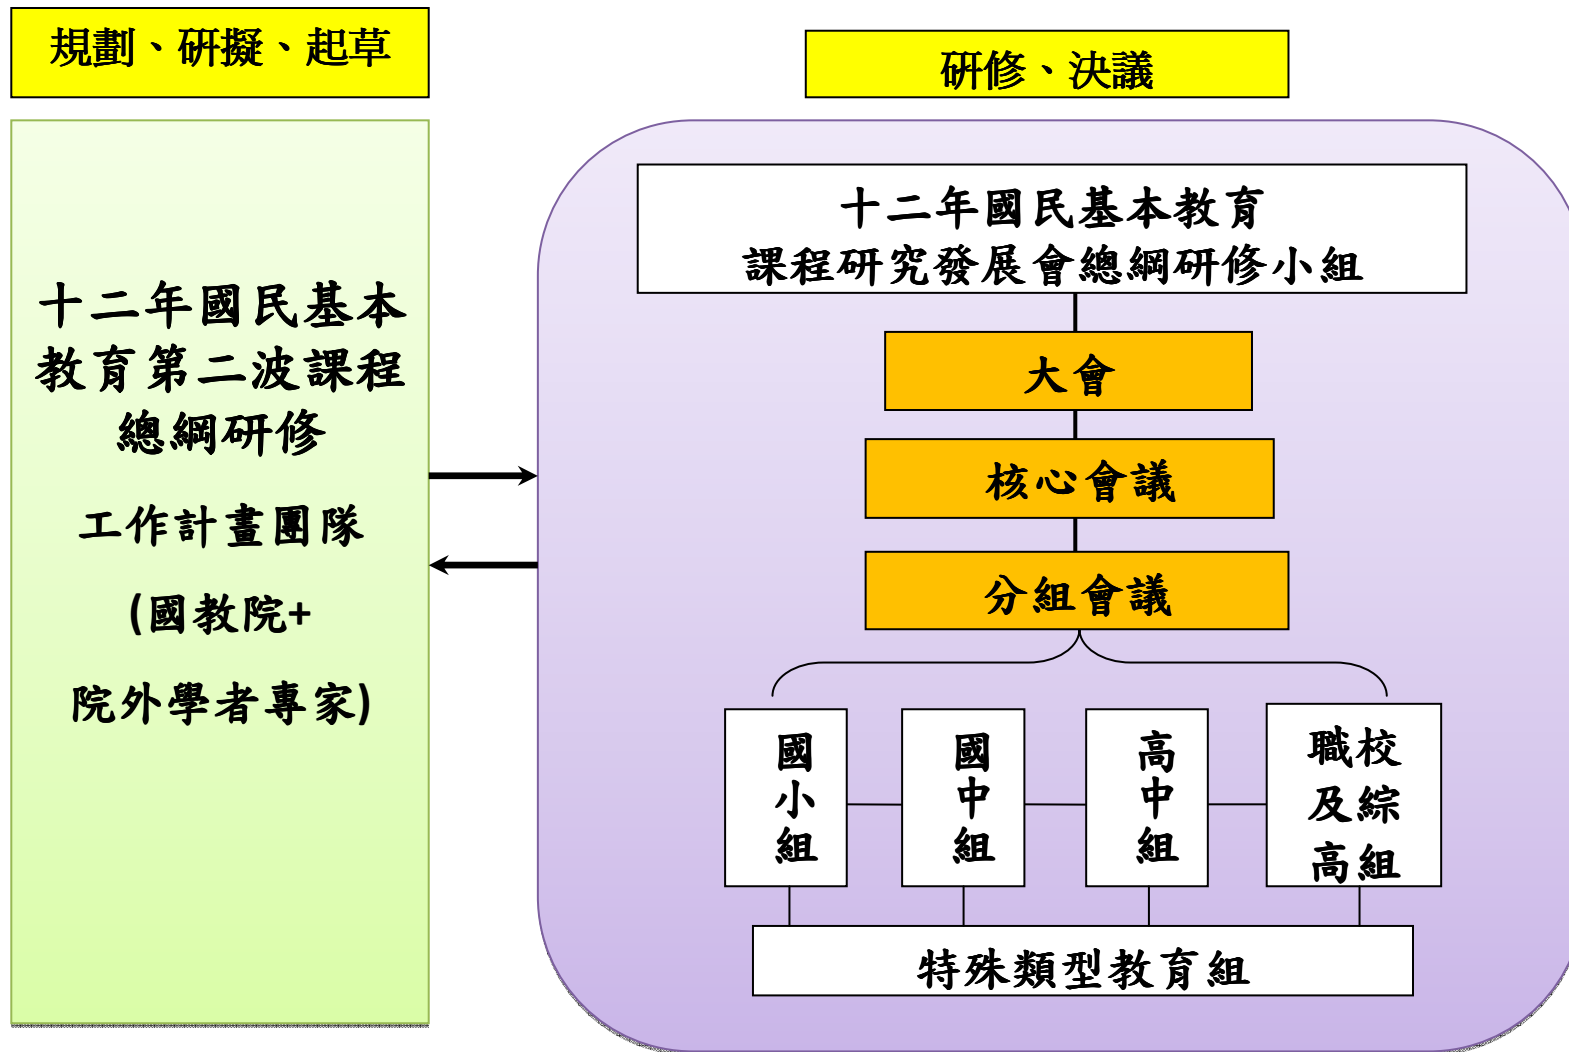 規劃、研擬、起草
十二年國民基本
教育第二波課程
總綱研修
工作計畫團隊
(國教院+
院外學者專家)
研修、決議
十二年國民基本教育
課程研究發展會總綱研修小組
大會
核心會議
分組會議
國小組
國中組
高中組
職校
及綜
高組
特殊類型教育組